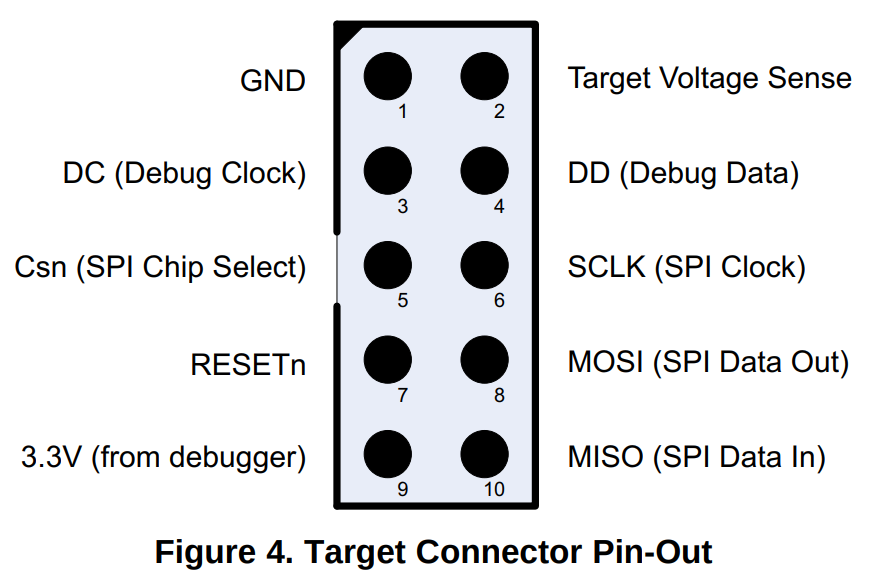 GND
Target Voltage Sense
1
2
DC (Debug Clock)
DD (Debug Data)
3
4
Csn (SPI Chip Select)
SCLK (SPI Clock)
5
6
RESETn
MOSI (SPI Data Out)
7
8
3.3V (from debugger)
MISO (SPI Data In)
9
10
Figure 4. Target Connector Pin-Out